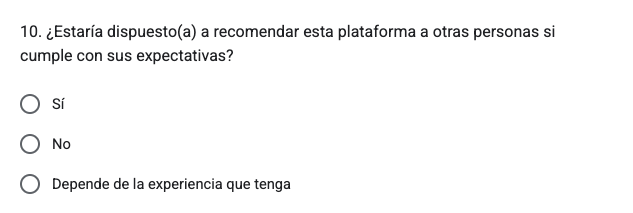 10. ¿Estaría dispuesto(a) a recomendar esta plataforma a otras personas si
cumple con sus expectativas?
Sí
No
Depende de la experiencia que tenga